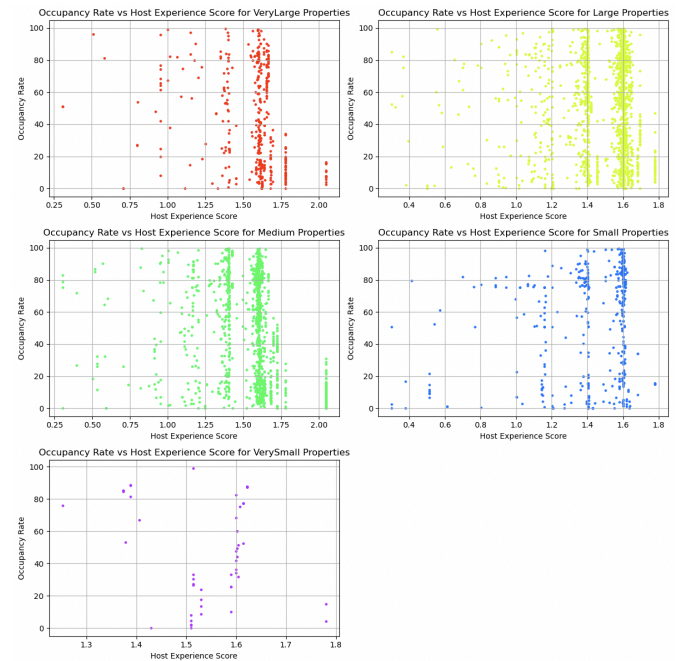 Occupancy Rate vs Host Experience Score for VeryLarge Properties
100
80
60
40
20
0
Occupancy Rate
0.25 0.50 0.75 1.00 1.25 1.50 1.75 2.00
Host Experience Score
Occupancy Rate vs Host Experience Score for Large Properties
100
80
60
40
20
0
Occupancy Rate
0.4 0.6 0.8 1.0 1.2 1.4 1.6 1.8
Host Experience Score
Occupancy Rate vs Host Experience Score for Medium Properties
100
80
60
40
20
0
Occupancy Rate
0.25 0.50 0.75 1.00 1.25 1.50 1.75 2.00
Host Experience Score
Occupancy Rate vs Host Experience Score for Small Properties
100
80
60
40
20
0
Occupancy Rate
0.4 0.6 0.8 1.0 1.2 1.4 1.6 1.8
Host Experience Score
Occupancy Rate vs Host Experience Score for VerySmall Properties
100
80
60
40
20
0
Occupancy Rate
1.3 1.4 1.5 1.6 1.7 1.8
Host Experience Score